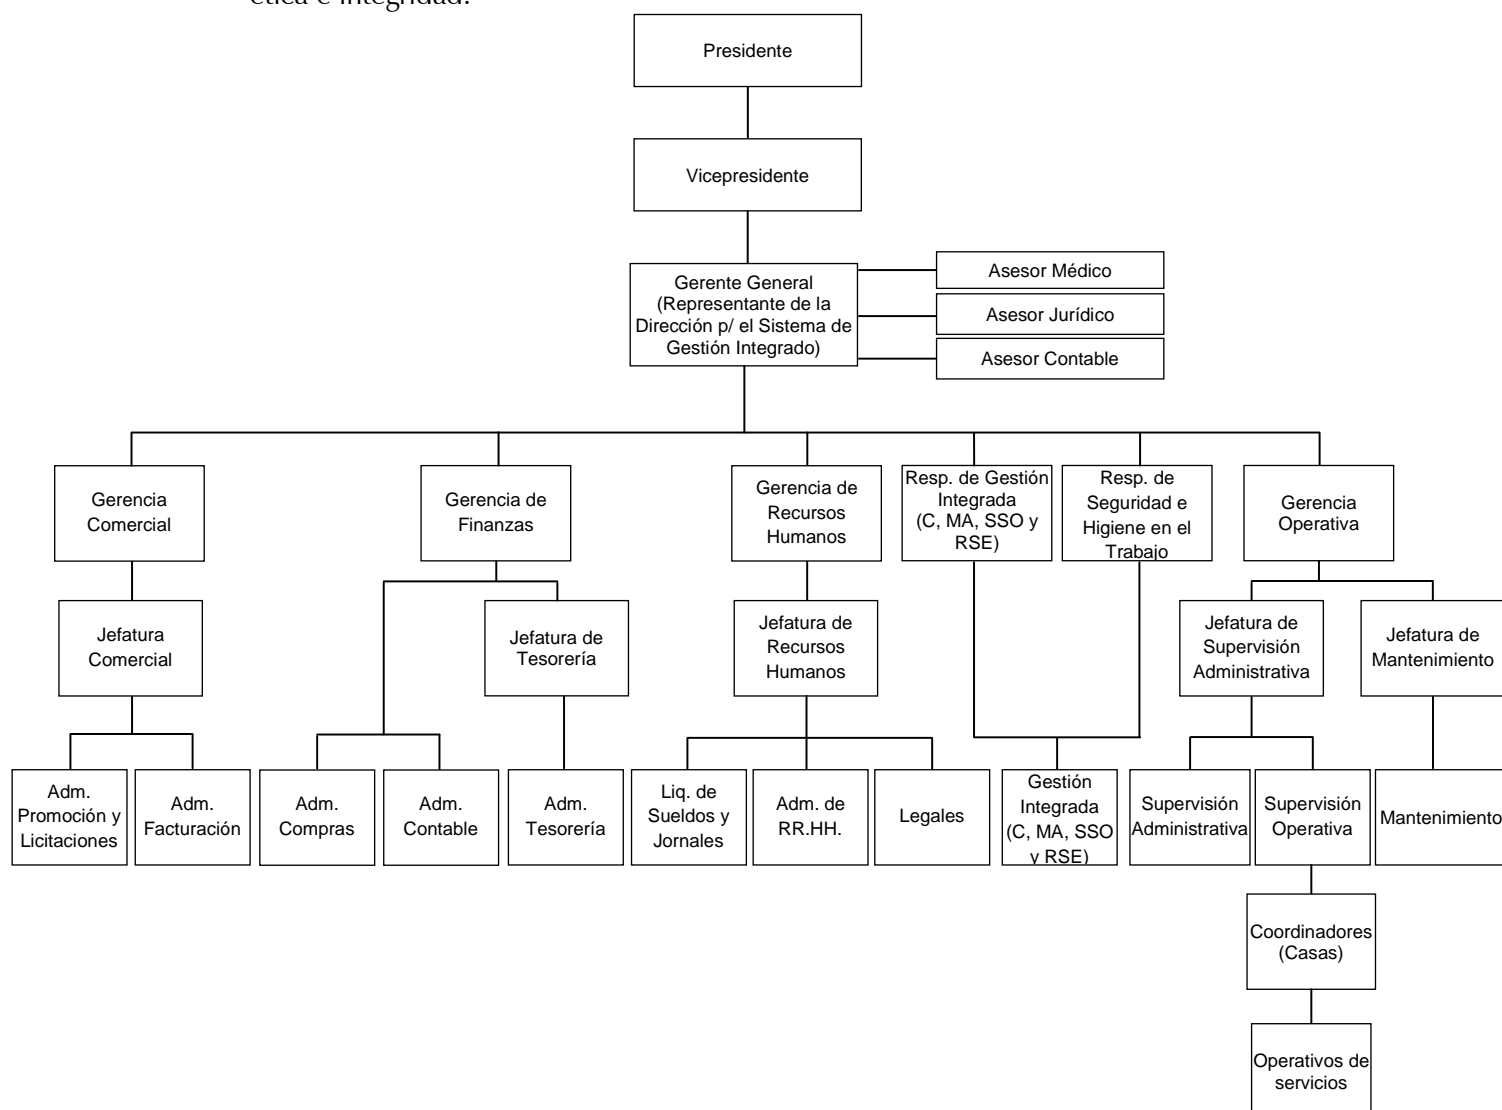 ética e integridad.
Presidente
Vicepresidente
Gerente General
(Representante de la
Dirección p/ el Sistema de
Gestión Integrado)
Asesor Médico
Asesor Jurídico
Asesor Contable
Gerencia
Comercial
Gerencia de
Finanzas
Gerencia de
Recursos
Humanos
Resp. de Gestión
Integrada
(C, MA, SSO y
RSE)
Resp. de
Seguridad e
Higiene en el
Trabajo
Gerencia
Operativa
Jefatura
Comercial
Jefatura de
Tesorería
Jefatura de
Recursos
Humanos
Jefatura de
Supervisión
Administrativa
Jefatura de
Mantenimiento
Adm.
Promoción y
Licitaciones
Adm.
Facturación
Adm.
Compras
Adm.
Contable
Adm.
Tesorería
Liq. de
Sueldos y
Jornales
Adm. de
RR.HH.
Legales
Gestión
Integrada
(C, MA, SSO
y RSE)
Supervisión
Administrativa
Supervisión
Operativa
Mantenimiento
Coordinadores
(Casas)
Operativos de
servicios